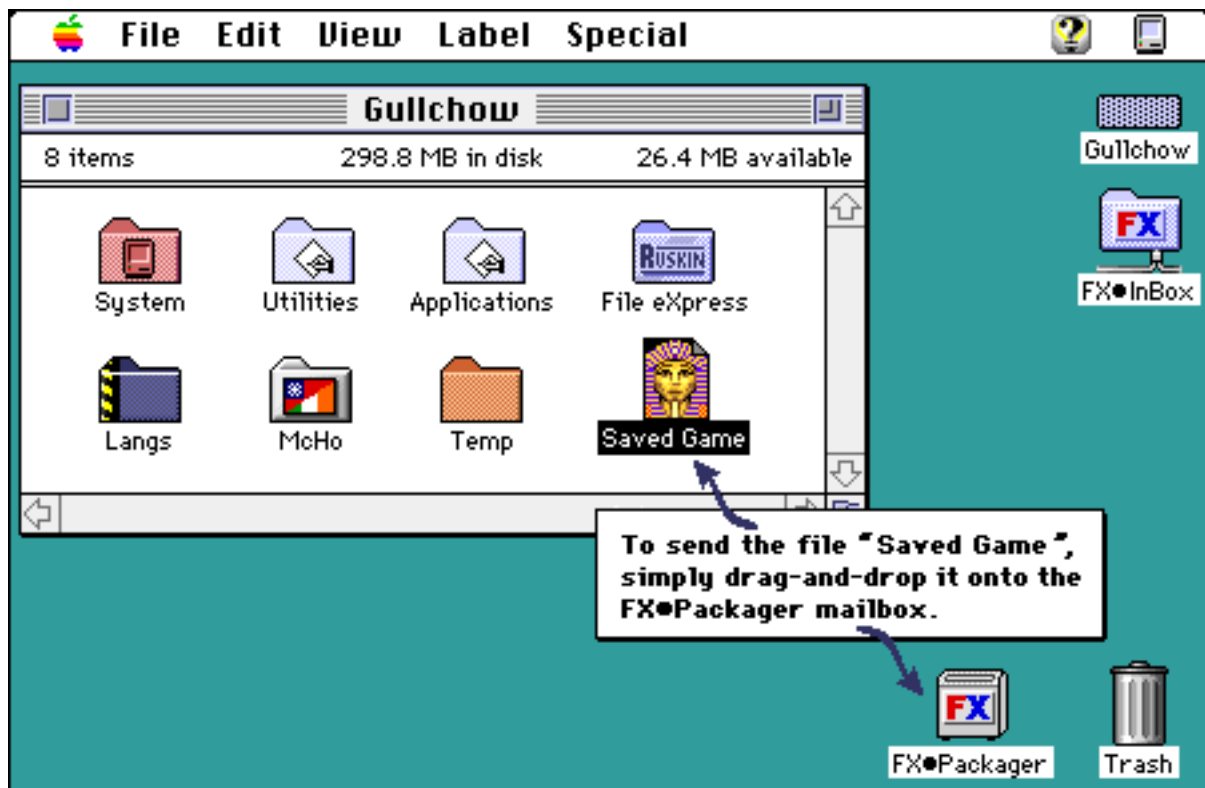 File Edit View Label Special
Gullchow
8 items 298.8 MB in disk 26.4 MB available
System Utilities Applications File eXpress
RUSKIN
Langs McHo Temp Saved Game
Gullchow
FX
FX●InBox
To send the file “Saved Game”,
simply drag-and-drop it onto the
FX●Packager mailbox.
FX
FX●Packager Trash